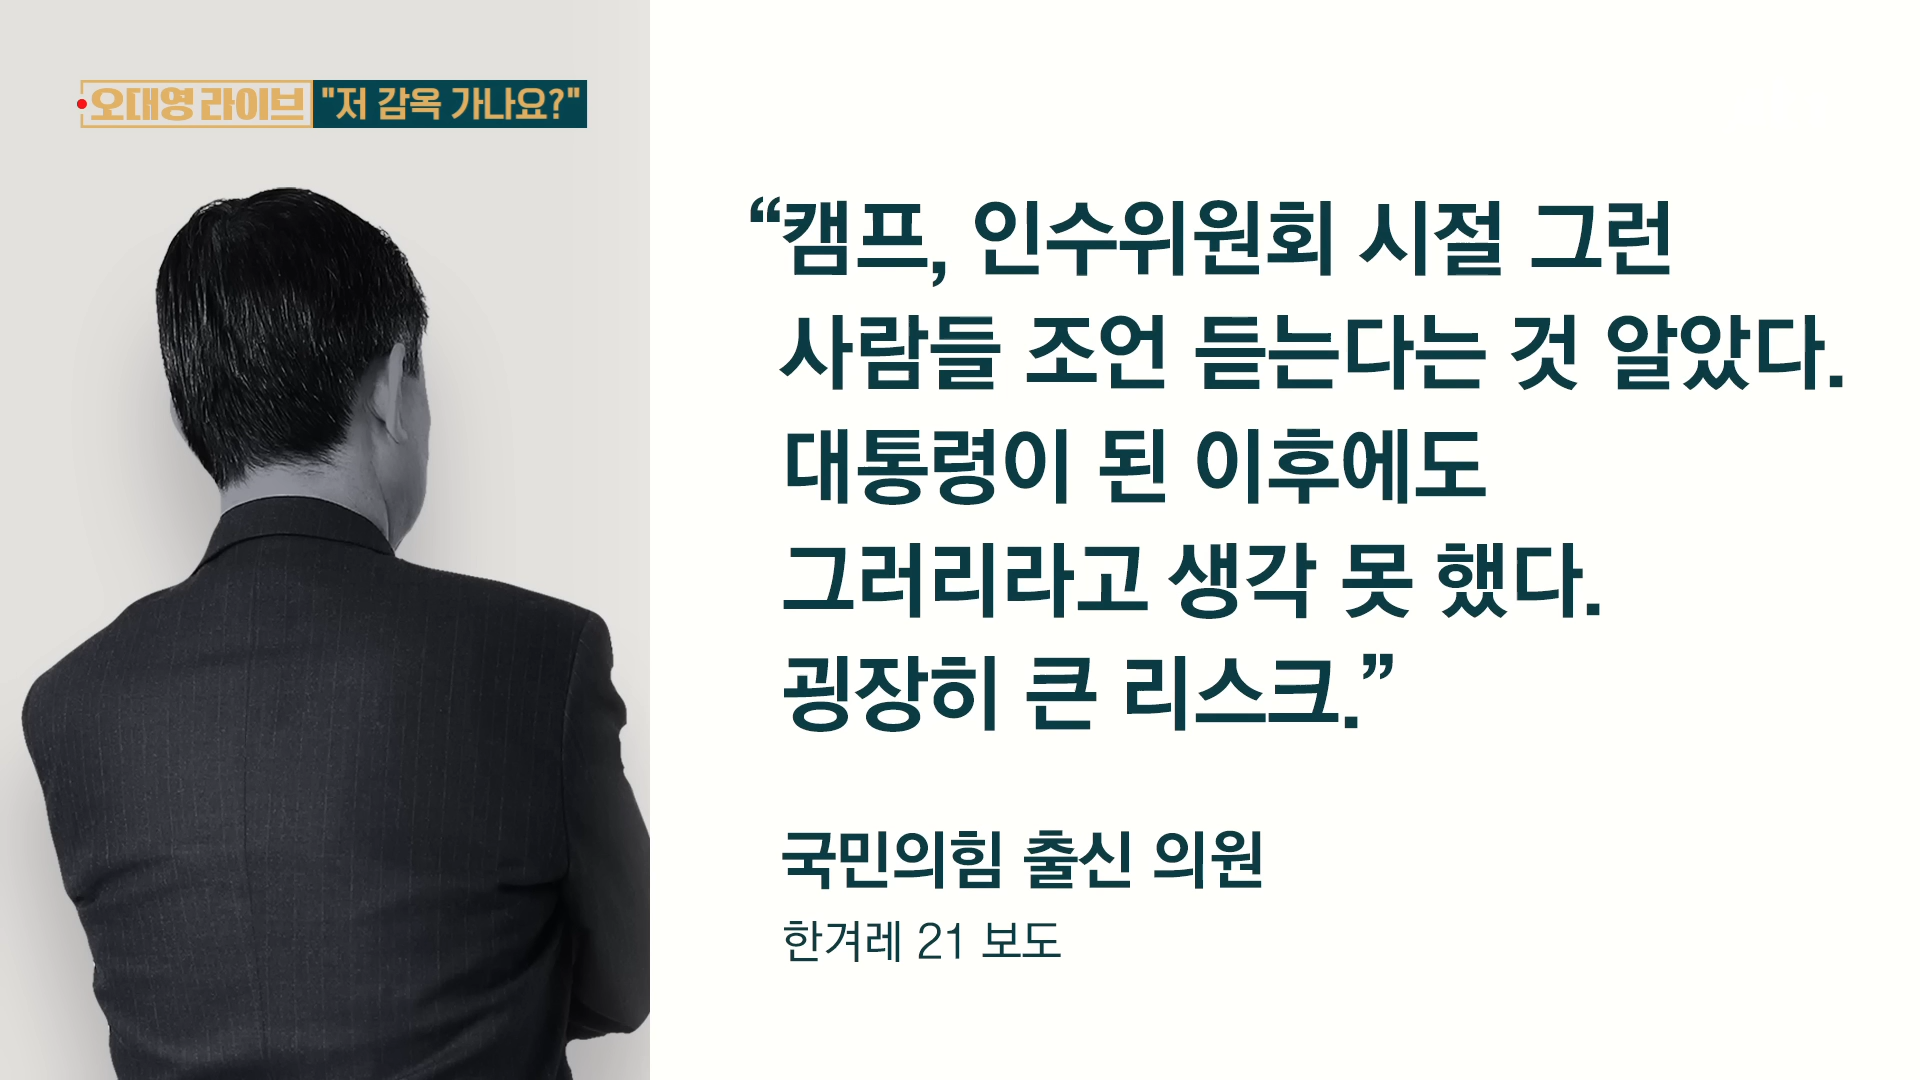 오대영 라이브 "저 감옥 가나요?"
“캠프, 인수위원회 시절 그런
사람들 조언 듣는다는 것 알았다.
대통령이 된 이후에도
그러리라고 생각 못 했다.
굉장히 큰 리스크.”
국민의힘 출신 의원
한겨레 21 보도